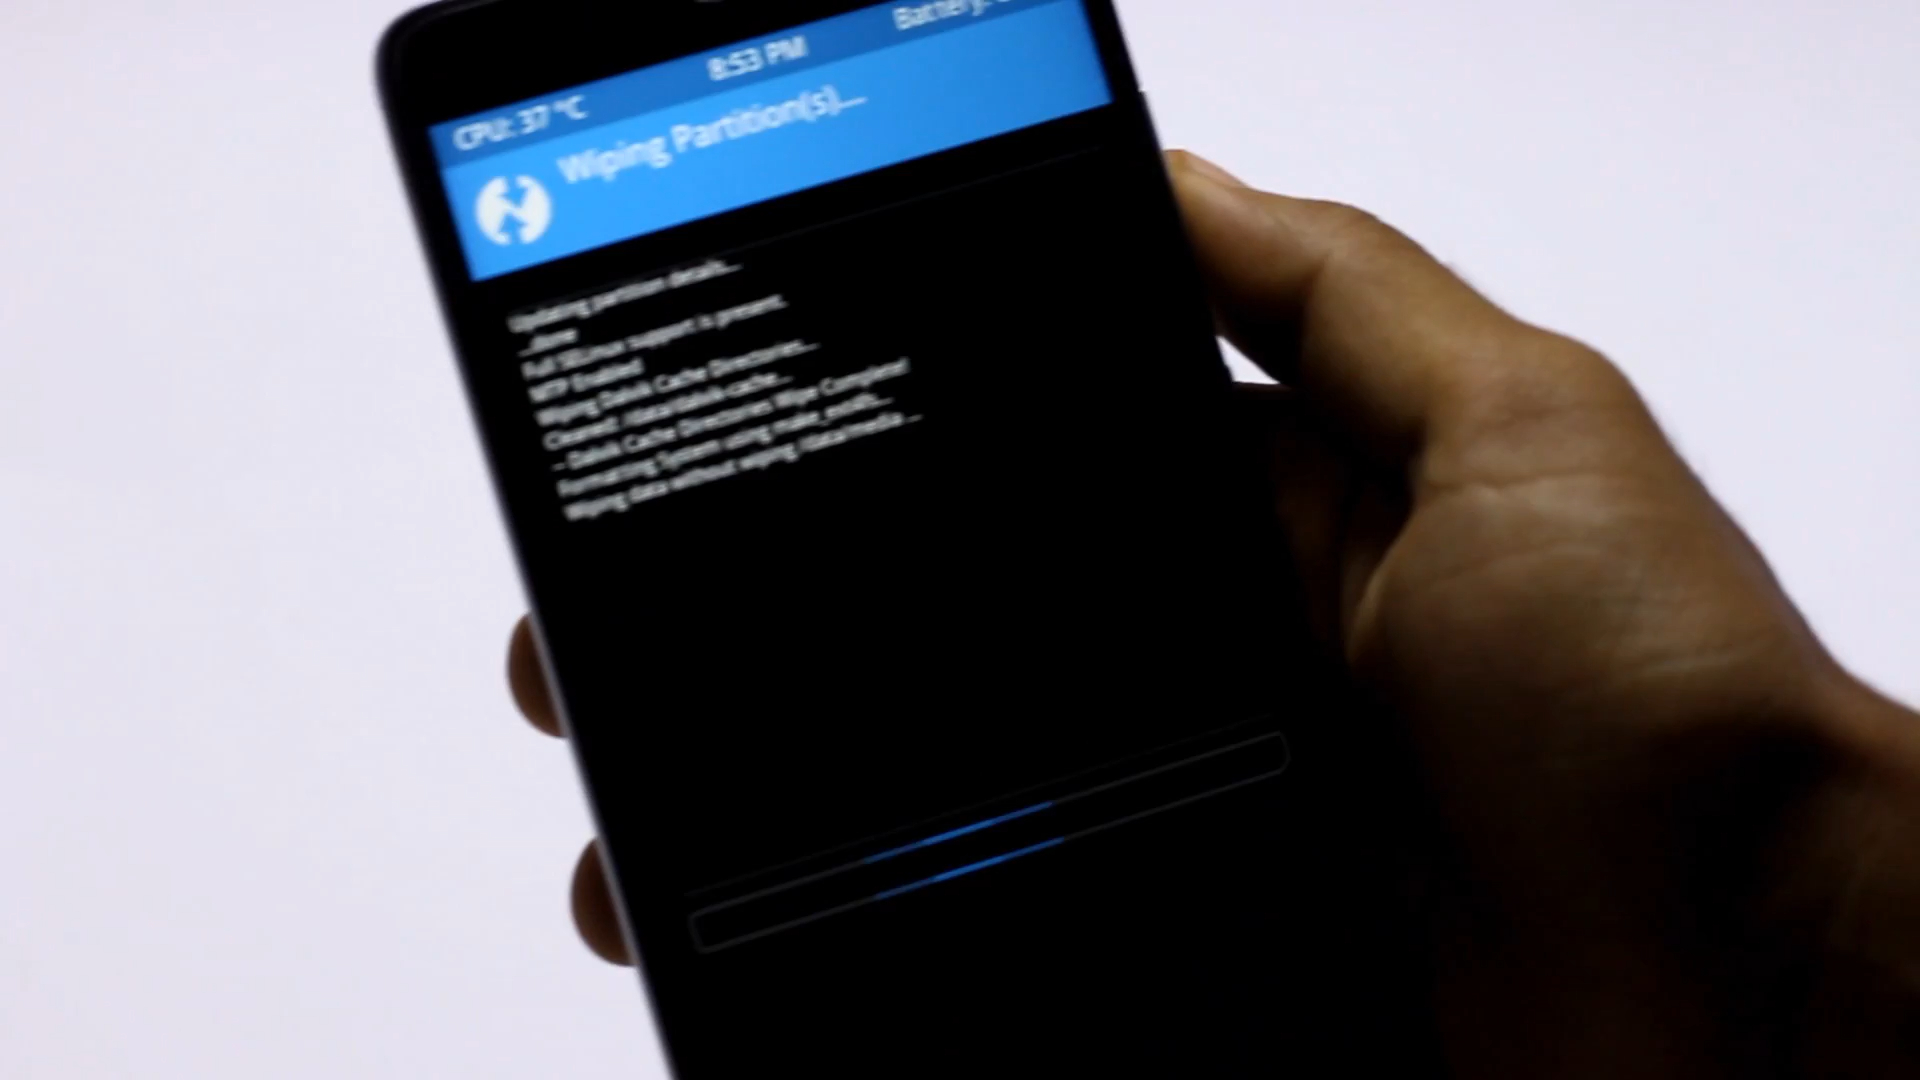 CPU: 37 °C
8:53 PM
Battery:
Wiping Partition(s)...
Updating partition details...
...done
Full SELinux support is present.
MTP Enabled
Wiping Dalvik Cache Directories...
Cleaned: /data/dalvik-cache...
-- Dalvik Cache Directories Wipe Complete!
Formatting System using make_ext4fs...
Wiping data without wiping /data/media ...